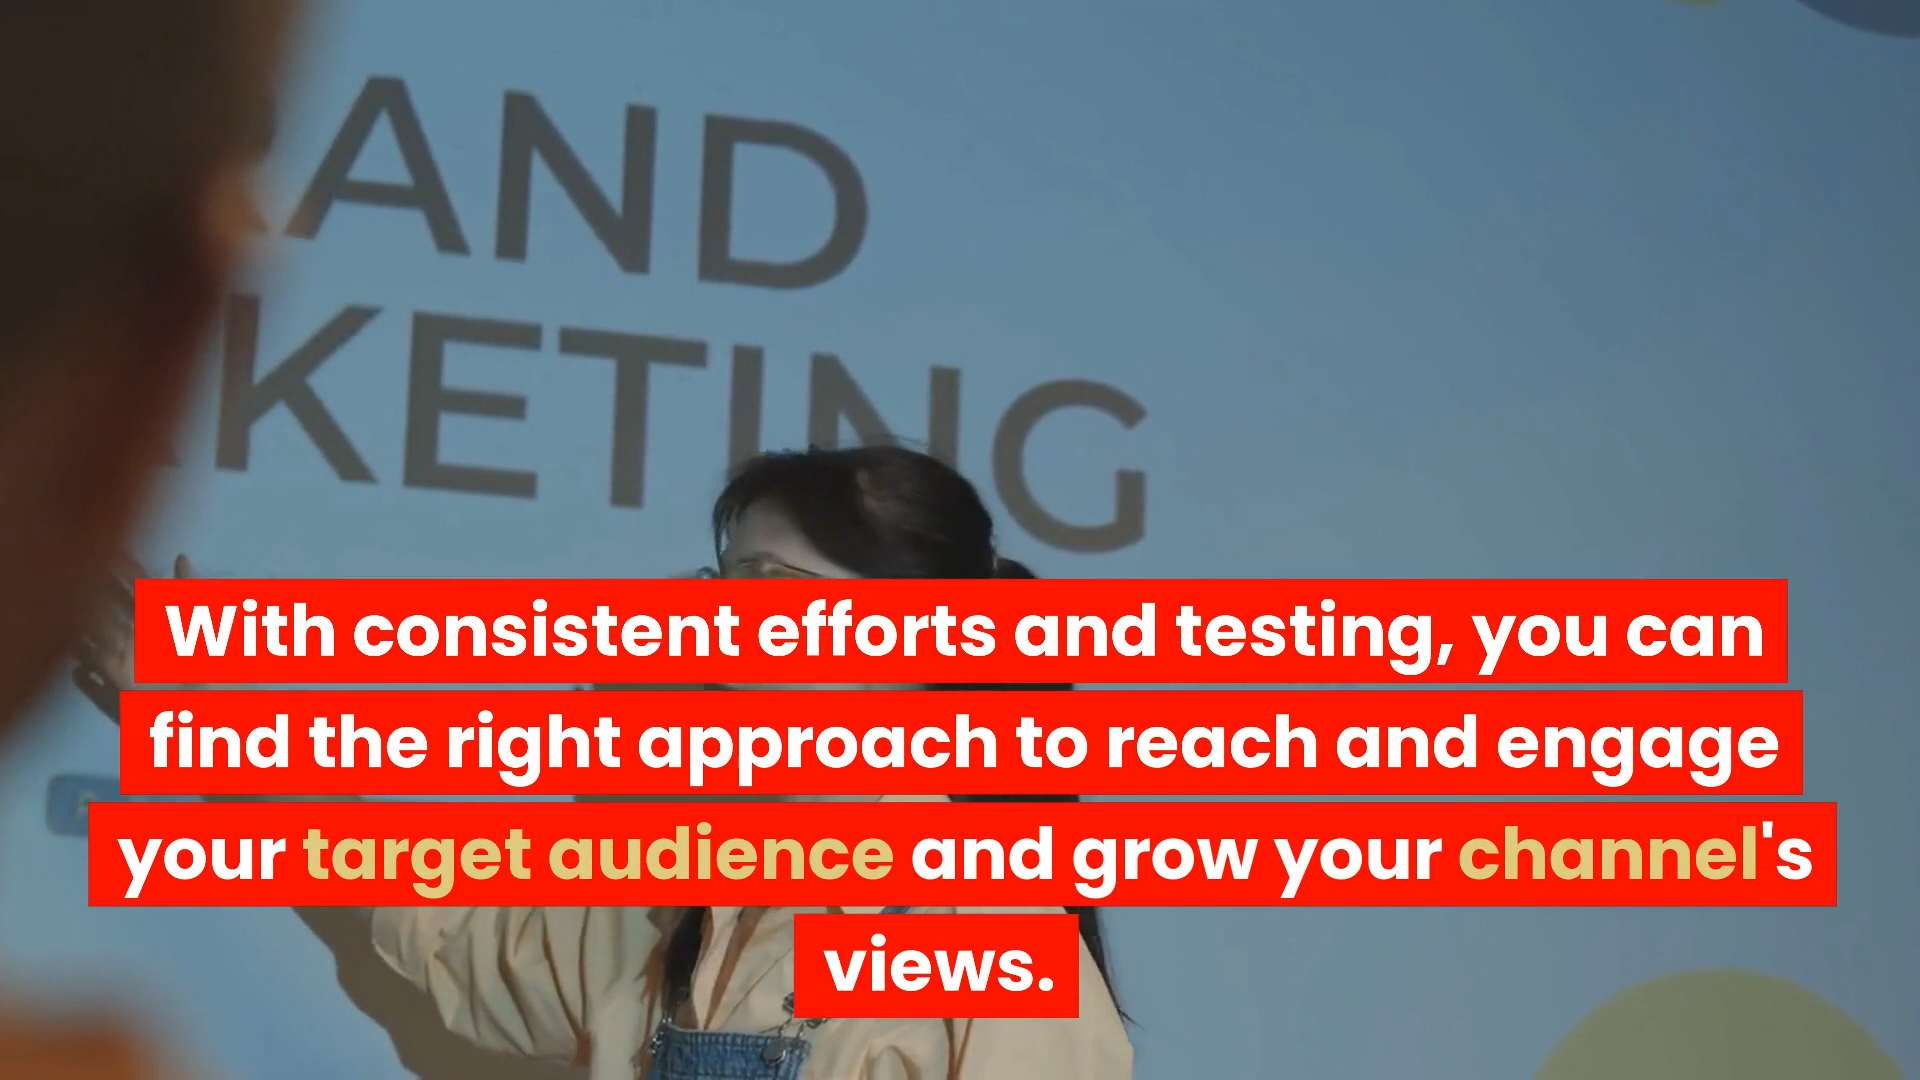 AND
KETING
With consistent efforts and testing, you can
find the right approach to reach and engage
your target audience and grow your channel's
views.